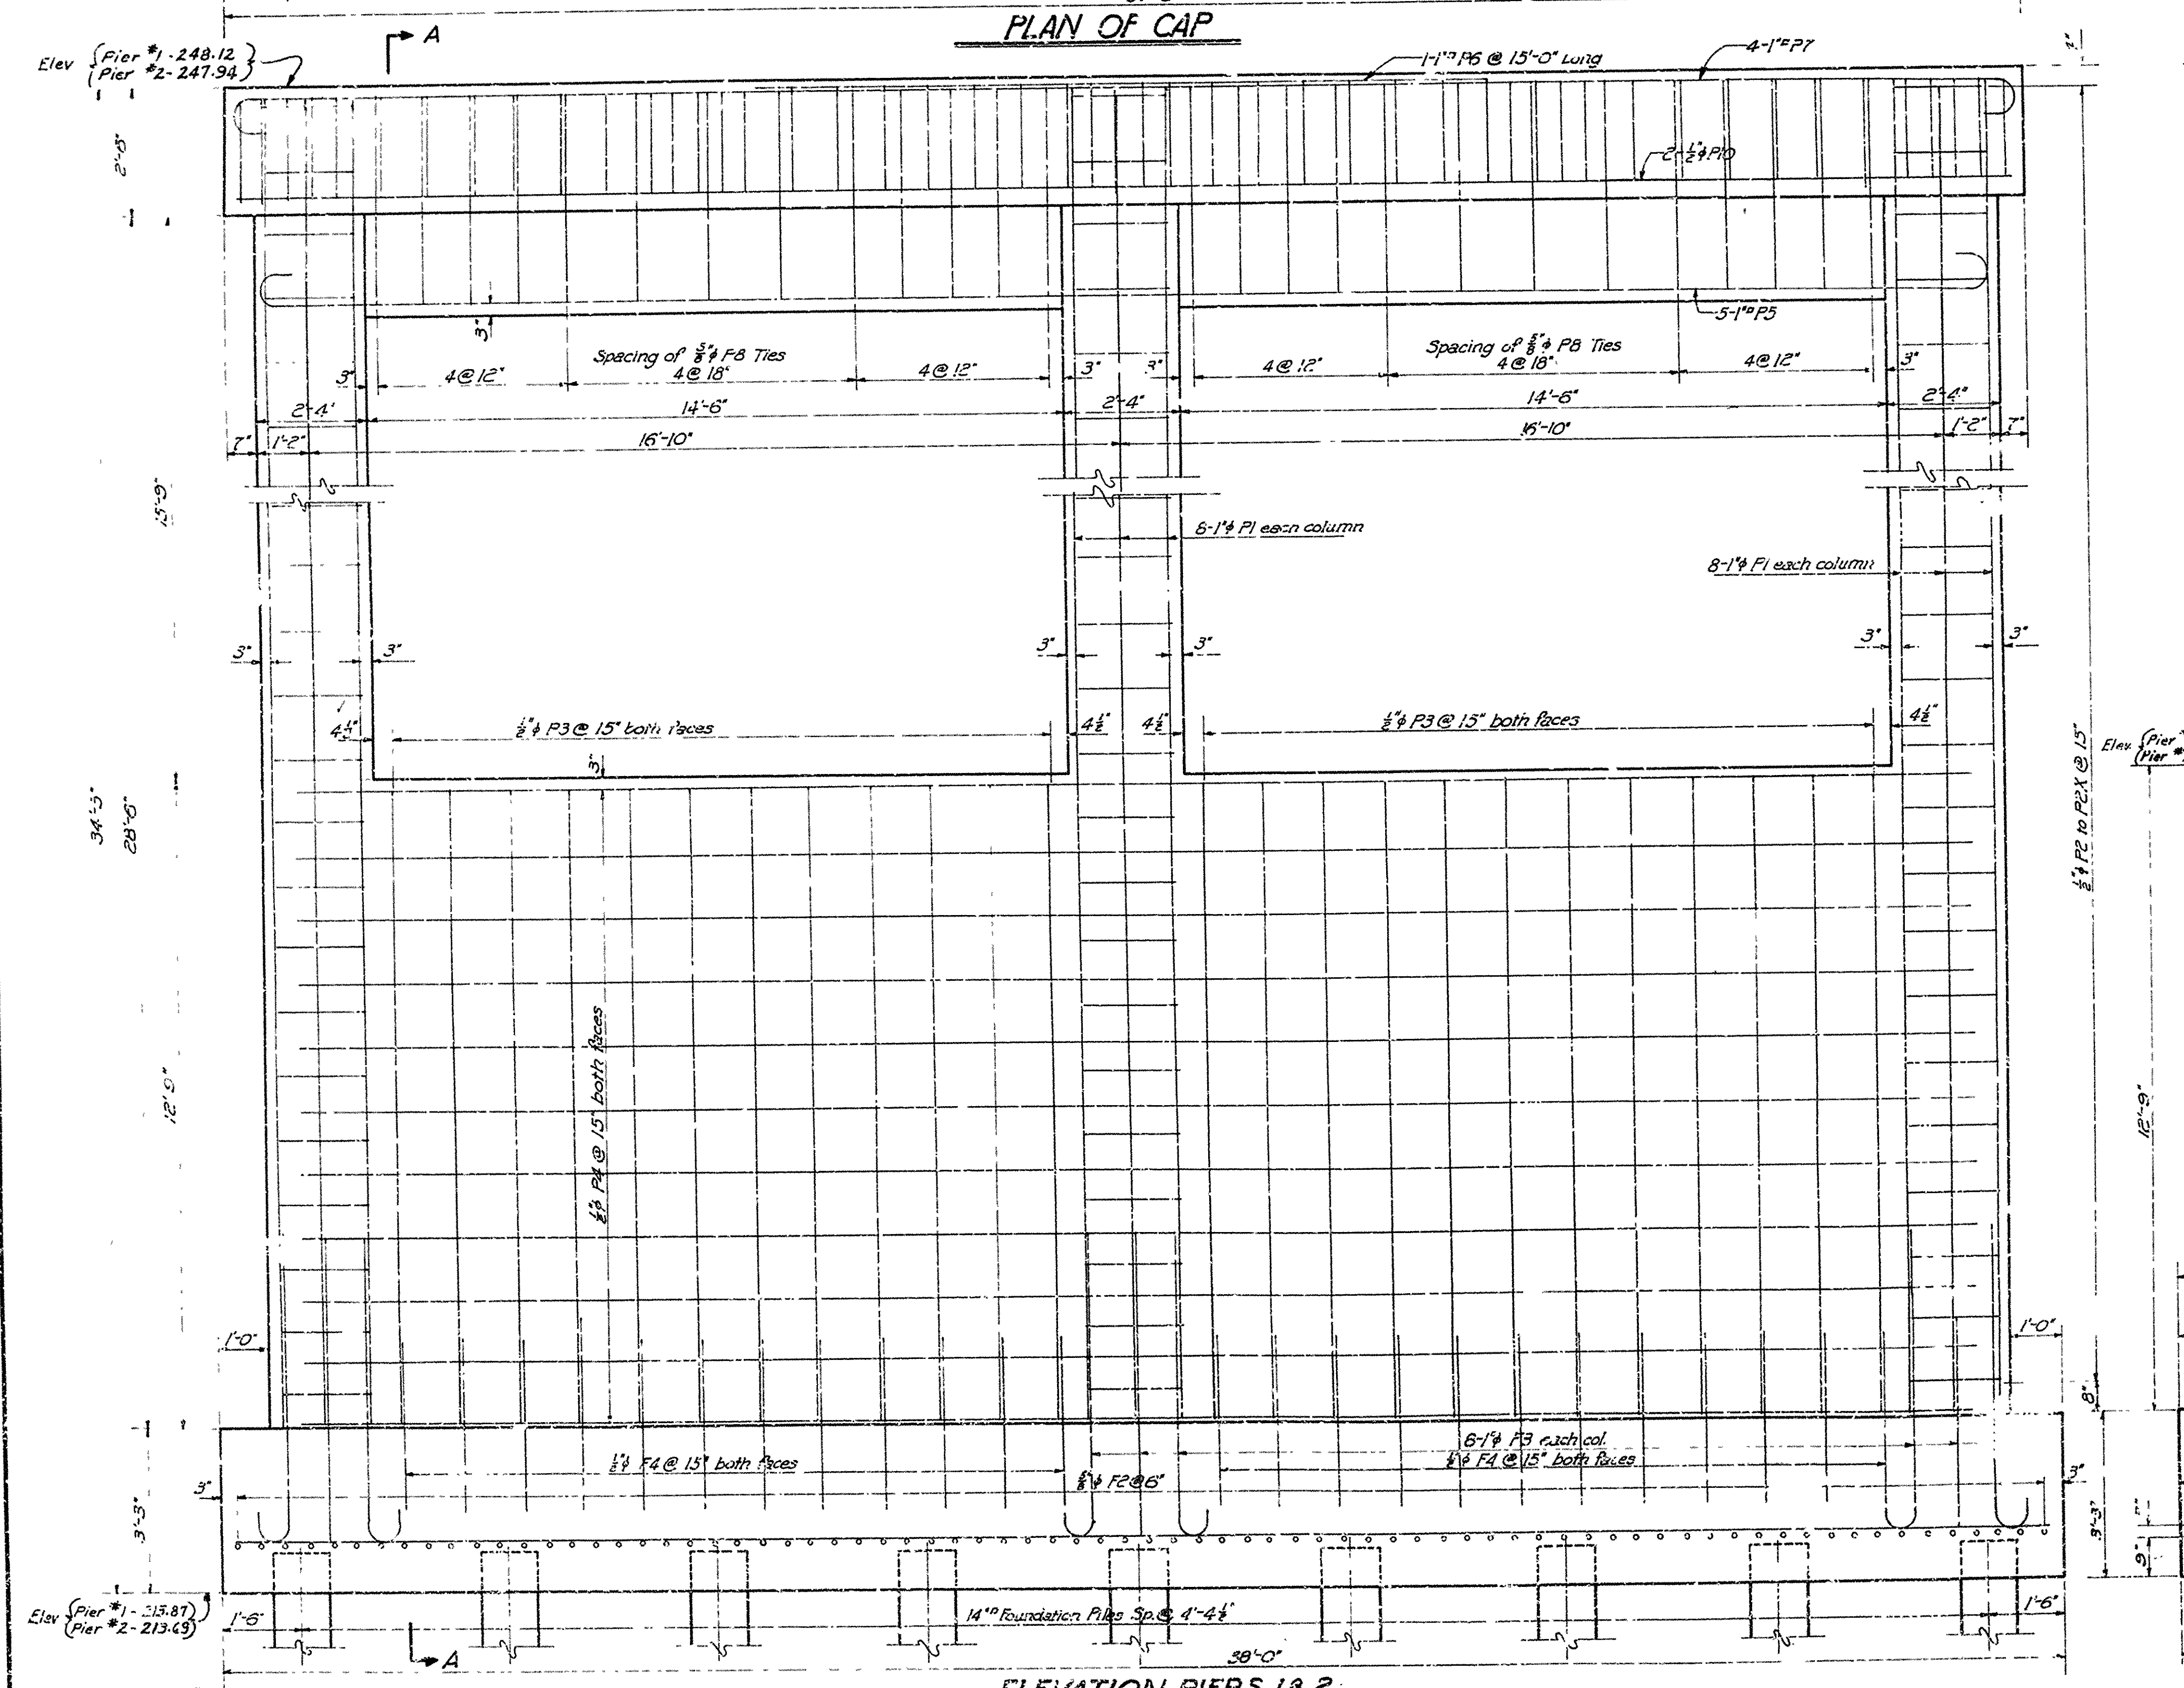 PLAN OF CAP
A
Elev {Pier #1-248.12}
(Pier #2-247.94)
1-1"□ P6 @ 15'-0" Long
4-1"□ P7
2-½"ϕ P10
5-1"□ P5
3"
Spacing of ⅝"ϕ P8 Ties
Spacing of ⅝"ϕ P8 Ties
3"
4@12"
4@18"
4@12"
3"
3"
4@12"
4@18"
4@12"
3"
2'-4"
14'-6"
2'-4"
14'-6"
2'-4"
7"
1'-2"
16'-10"
16'-10"
1'-2"
7"
15'-9"
8-1"ϕ P1 each column
8-1"ϕ P1 each column
3"
3"
3"
3"
3"
3"
4½"
½"ϕ P3 @ 15" both faces
4½"
4½"
½"ϕ P3 @ 15" both faces
4½"
3"
½"ϕ P2 to P2X @ 15"
Elev {Pier
(Pier #
28'-6"
½"ϕ P4 @ 15" both faces
12'-9"
12'-9"
1'-0"
1'-0"
8"
6-1"ϕ F3 each col.
½"ϕ F4 @ 15" both faces
½"ϕ F4 @ 15" both faces
⅝"ϕ F2@6"
3"
3"
3'-3"
3'-3"
9"
Elev {Pier #1-213.87)
(Pier #2-213.69)
1'-6"
14" Foundation Piles Sp. @ 4'-4½"
1'-6"
A
38'-0"
ELEVATION PIERS 1&2